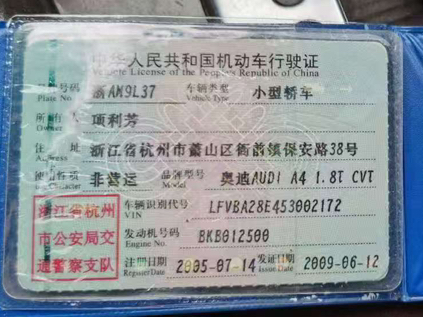 中华人民共和国机动车行驶证
Vehicle License of the People's Republic of China
号牌号码 Plate No. 浙AM9L37 车辆类型 Vehicle Type 小型轿车
所有人 Owner 项利芳
住址 Address 浙江省杭州市萧山区衙前镇保安路38号
使用性质 Use Character 非营运 品牌型号 Model 奥迪AUDI A4 1.8T CVT
浙江省杭州 车辆识别代号 VIN LFVBA28E453002172
市公安局交 发动机号码 Engine No. BKB012500
通警察支队 注册日期 Register Date 2005-07-14 发证日期 Issue Date 2009-06-12